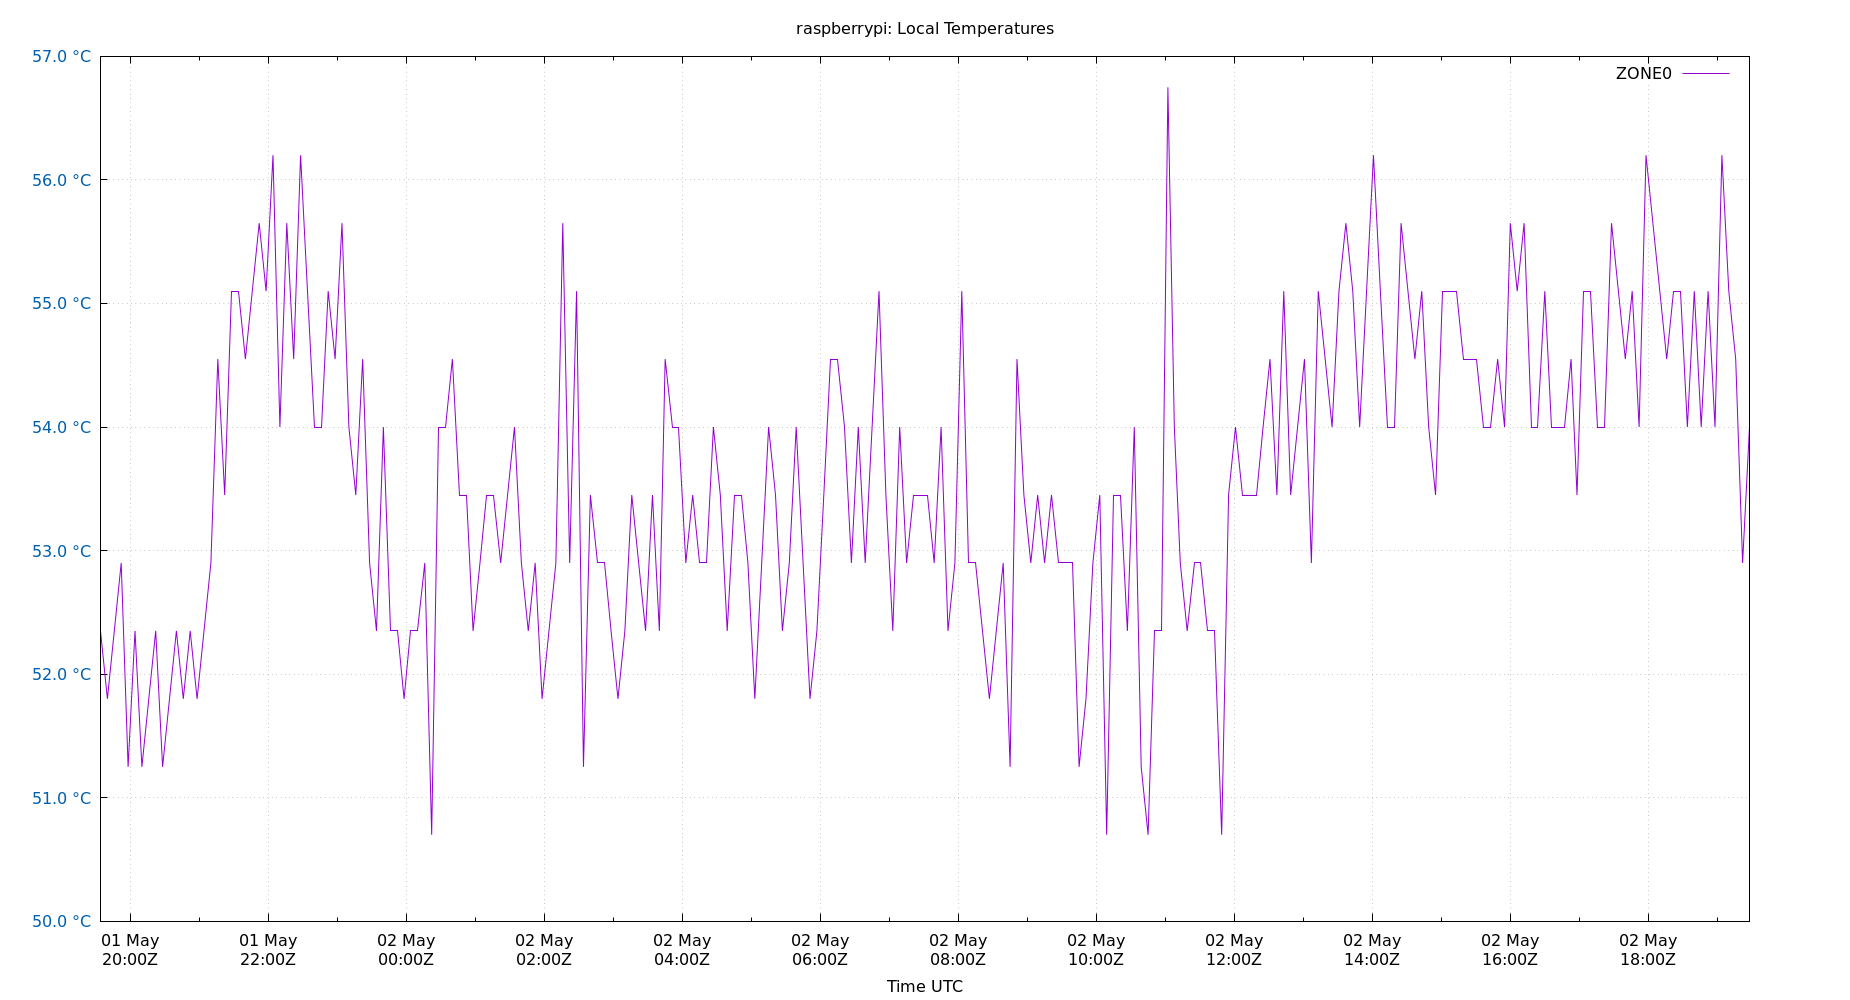 raspberrypi: Local Temperatures
57.0 °C
ZONE0
56.0 °C
55.0 °C
54.0 °C
53.0 °C
52.0 °C
51.0 °C
50.0 °C
01 May 01 May 02 May 02 May 02 May 02 May 02 May 02 May 02 May 02 May 02 May 02 May
20:00Z 22:00Z 00:00Z 02:00Z 04:00Z 06:00Z 08:00Z 10:00Z 12:00Z 14:00Z 16:00Z 18:00Z
Time UTC